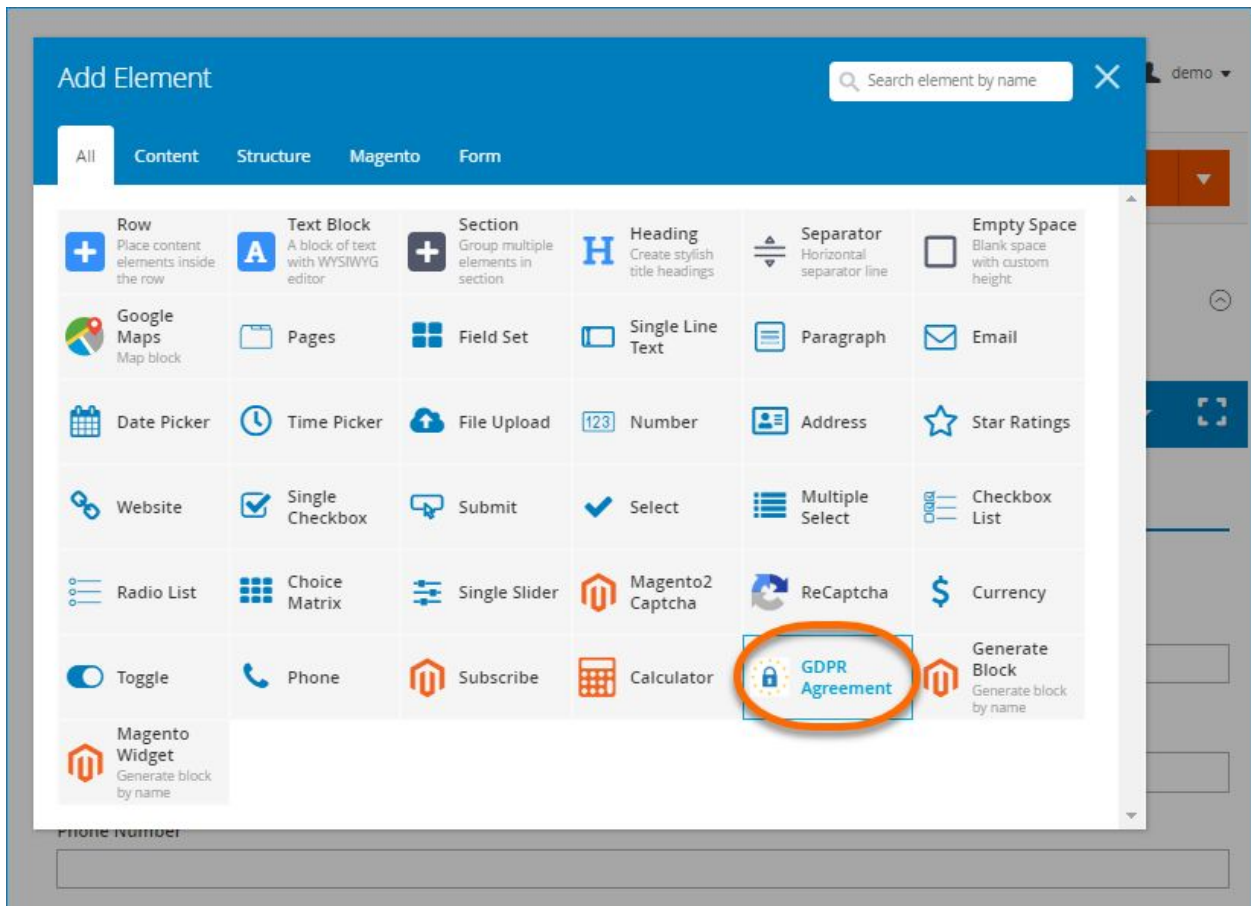 Add Element
Search element by name
demo
All Content Structure Magento Form
Row
Place content
elements inside
the row
Text Block
A block of text
with WYSIWYG
editor
Section
Group multiple
elements in
section
Heading
Create stylish
title headings
Separator
Horizontal
separator line
Empty Space
Blank space
with custom
height
Google
Maps
Map block
Pages
Field Set
Single Line
Text
Paragraph
Email
Date Picker
Time Picker
File Upload
123
Number
Address
Star Ratings
Website
Single
Checkbox
Submit
Select
Multiple
Select
Checkbox
List
Radio List
Choice
Matrix
Single Slider
Magento2
Captcha
ReCaptcha
Currency
Toggle
Phone
Subscribe
Calculator
GDPR
Agreement
Generate
Block
Generate block
by name
Magento
Widget
Generate block
by name
Phone Number